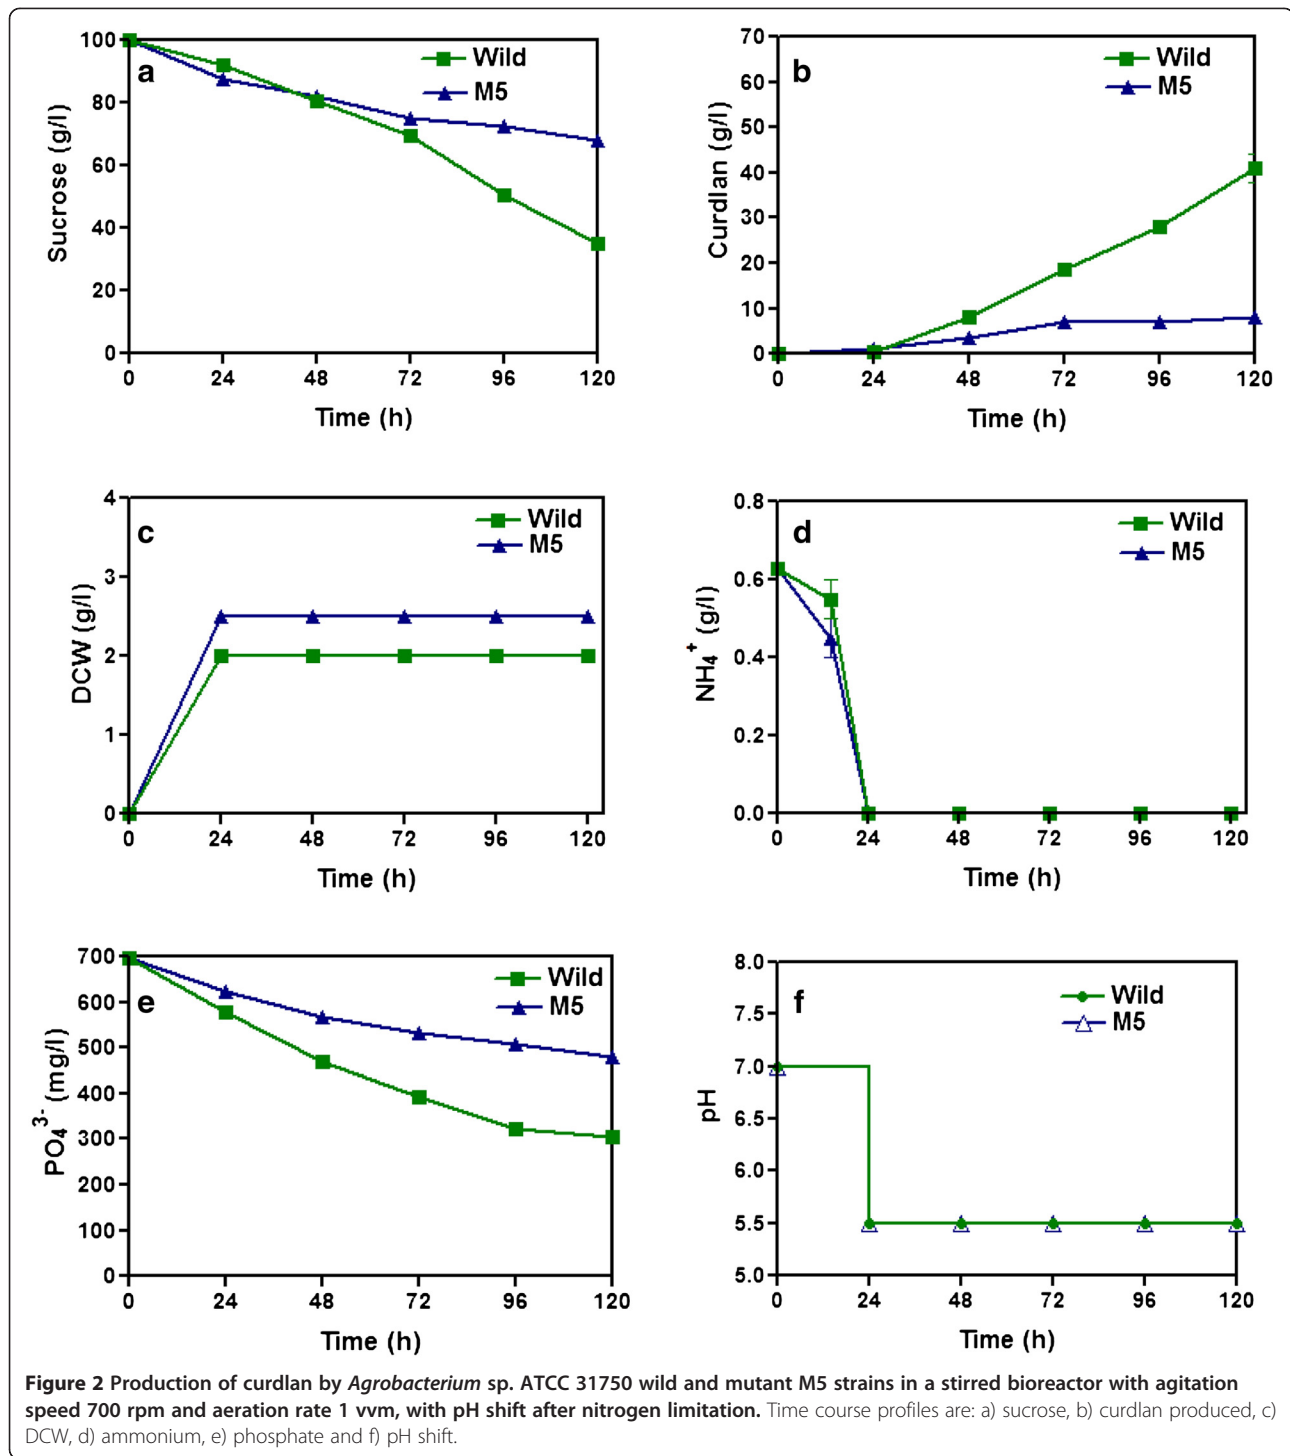 100
80
60
40
20
0
Sucrose (g/l)
a
Wild
M5
0 24 48 72 96 120
Time (h)
70
60
50
40
30
20
10
0
Curdlan (g/l)
b
Wild
M5
0 24 48 72 96 120
Time (h)
4
3
2
1
0
DCW (g/l)
c
Wild
M5
0 24 48 72 96 120
Time (h)
0.8
0.6
0.4
0.2
0.0
NH₄⁺ (g/l)
d
Wild
M5
0 24 48 72 96 120
Time (h)
700
600
500
400
300
200
100
0
PO₄³⁻ (mg/l)
e
Wild
M5
0 24 48 72 96 120
Time (h)
8.0
7.5
7.0
6.5
6.0
5.5
5.0
pH
f
Wild
M5
0 24 48 72 96 120
Time (h)
Figure 2 Production of curdlan by Agrobacterium sp. ATCC 31750 wild and mutant M5 strains in a stirred bioreactor with agitation
speed 700 rpm and aeration rate 1 vvm, with pH shift after nitrogen limitation. Time course profiles are: a) sucrose, b) curdlan produced, c)
DCW, d) ammonium, e) phosphate and f) pH shift.